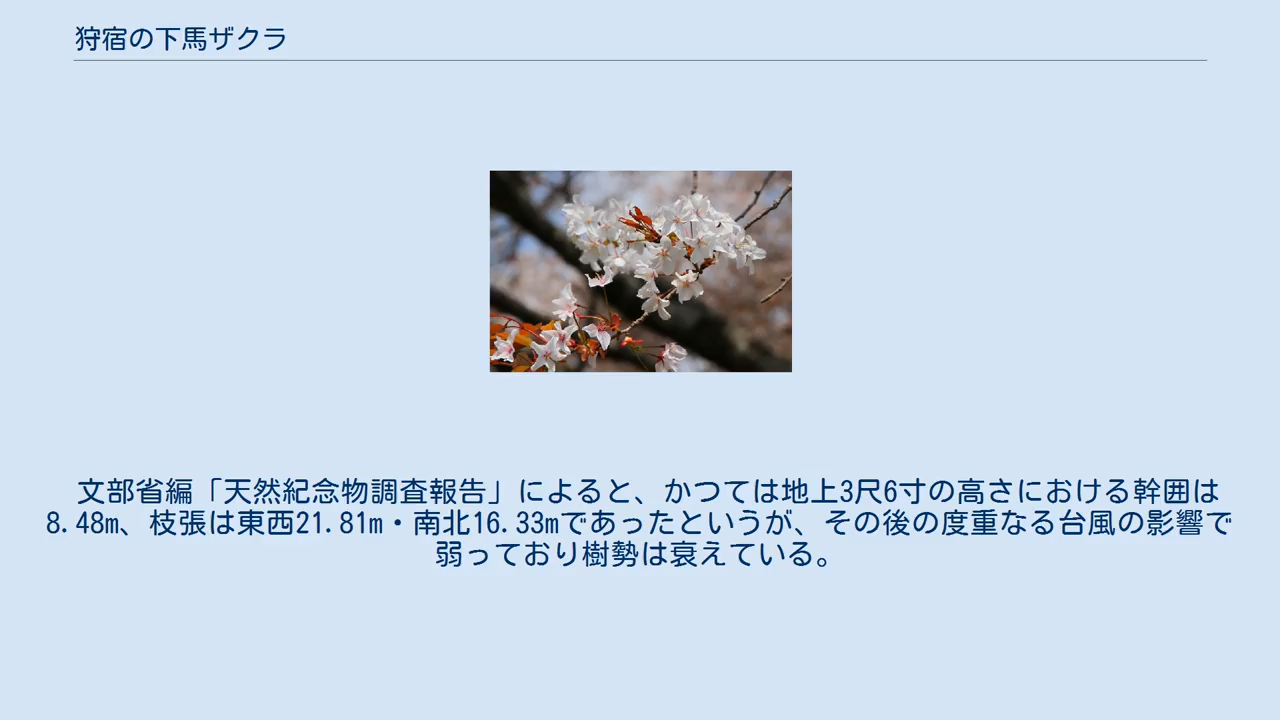 狩宿の下馬ザクラ
文部省編「天然紀念物調査報告」によると、かつては地上3尺6寸の高さにおける幹囲は
8.48m、枝張は東西21.81m・南北16.33mであったというが、その後の度重なる台風の影響で
弱っており樹勢は衰えている。